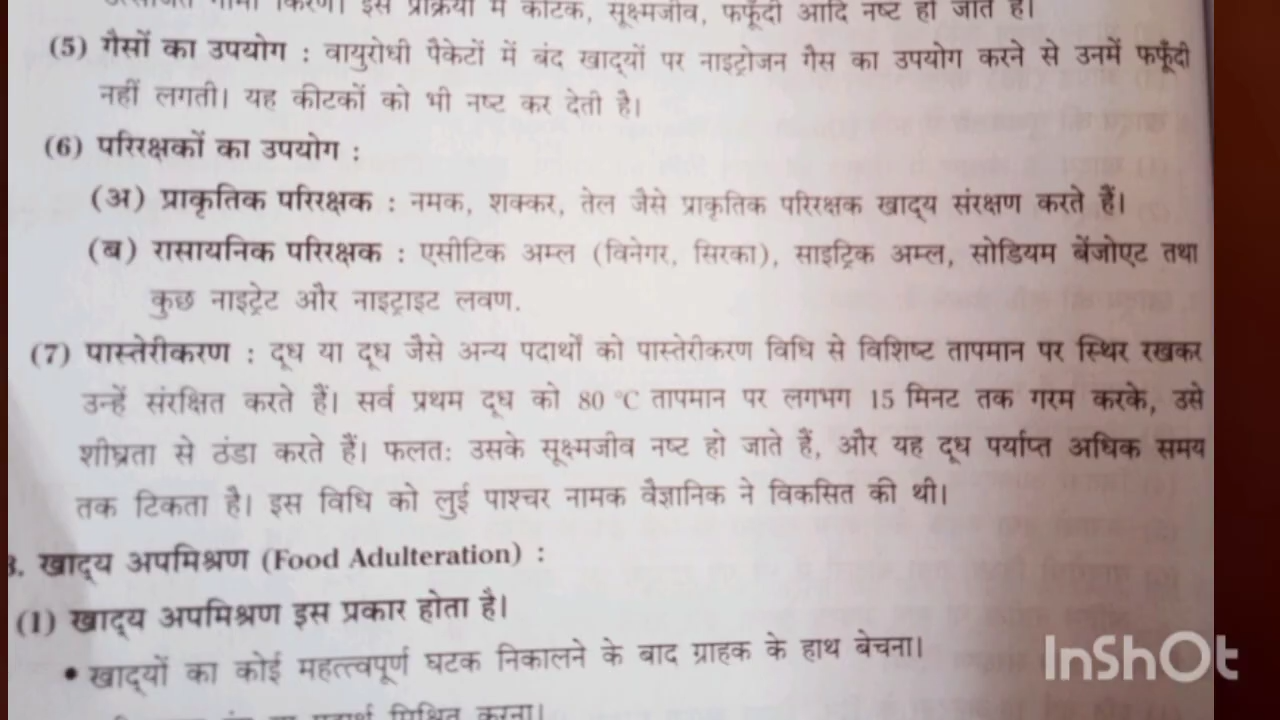 उत्सर्जित गामा किरण। इस प्रक्रिया में कीटक, सूक्ष्मजीव, फफूँदी आदि नष्ट हो जाते हैं।
(5) गैसों का उपयोग : वायुरोधी पैकेटों में बंद खाद्यों पर नाइट्रोजन गैस का उपयोग करने से उनमें फफूँदी
नहीं लगती। यह कीटकों को भी नष्ट कर देती है।
(6) परिरक्षकों का उपयोग :
(अ) प्राकृतिक परिरक्षक : नमक, शक्कर, तेल जैसे प्राकृतिक परिरक्षक खाद्य संरक्षण करते हैं।
(ब) रासायनिक परिरक्षक : एसीटिक अम्ल (विनेगर, सिरका), साइट्रिक अम्ल, सोडियम बेंजोएट तथा
कुछ नाइट्रेट और नाइट्राइट लवण.
(7) पास्तेरीकरण : दूध या दूध जैसे अन्य पदार्थों को पास्तेरीकरण विधि से विशिष्ट तापमान पर स्थिर रखकर
उन्हें संरक्षित करते हैं। सर्व प्रथम दूध को 80 °C तापमान पर लगभग 15 मिनट तक गरम करके, उसे
शीघ्रता से ठंडा करते हैं। फलत: उसके सूक्ष्मजीव नष्ट हो जाते हैं, और यह दूध पर्याप्त अधिक समय
तक टिकता है। इस विधि को लुई पाश्चर नामक वैज्ञानिक ने विकसित की थी।
3. खाद्य अपमिश्रण (Food Adulteration) :
(1) खाद्य अपमिश्रण इस प्रकार होता है।
• खाद्यों का कोई महत्त्वपूर्ण घटक निकालने के बाद ग्राहक के हाथ बेचना।
पदार्थ मिश्रित करना।
InShOt